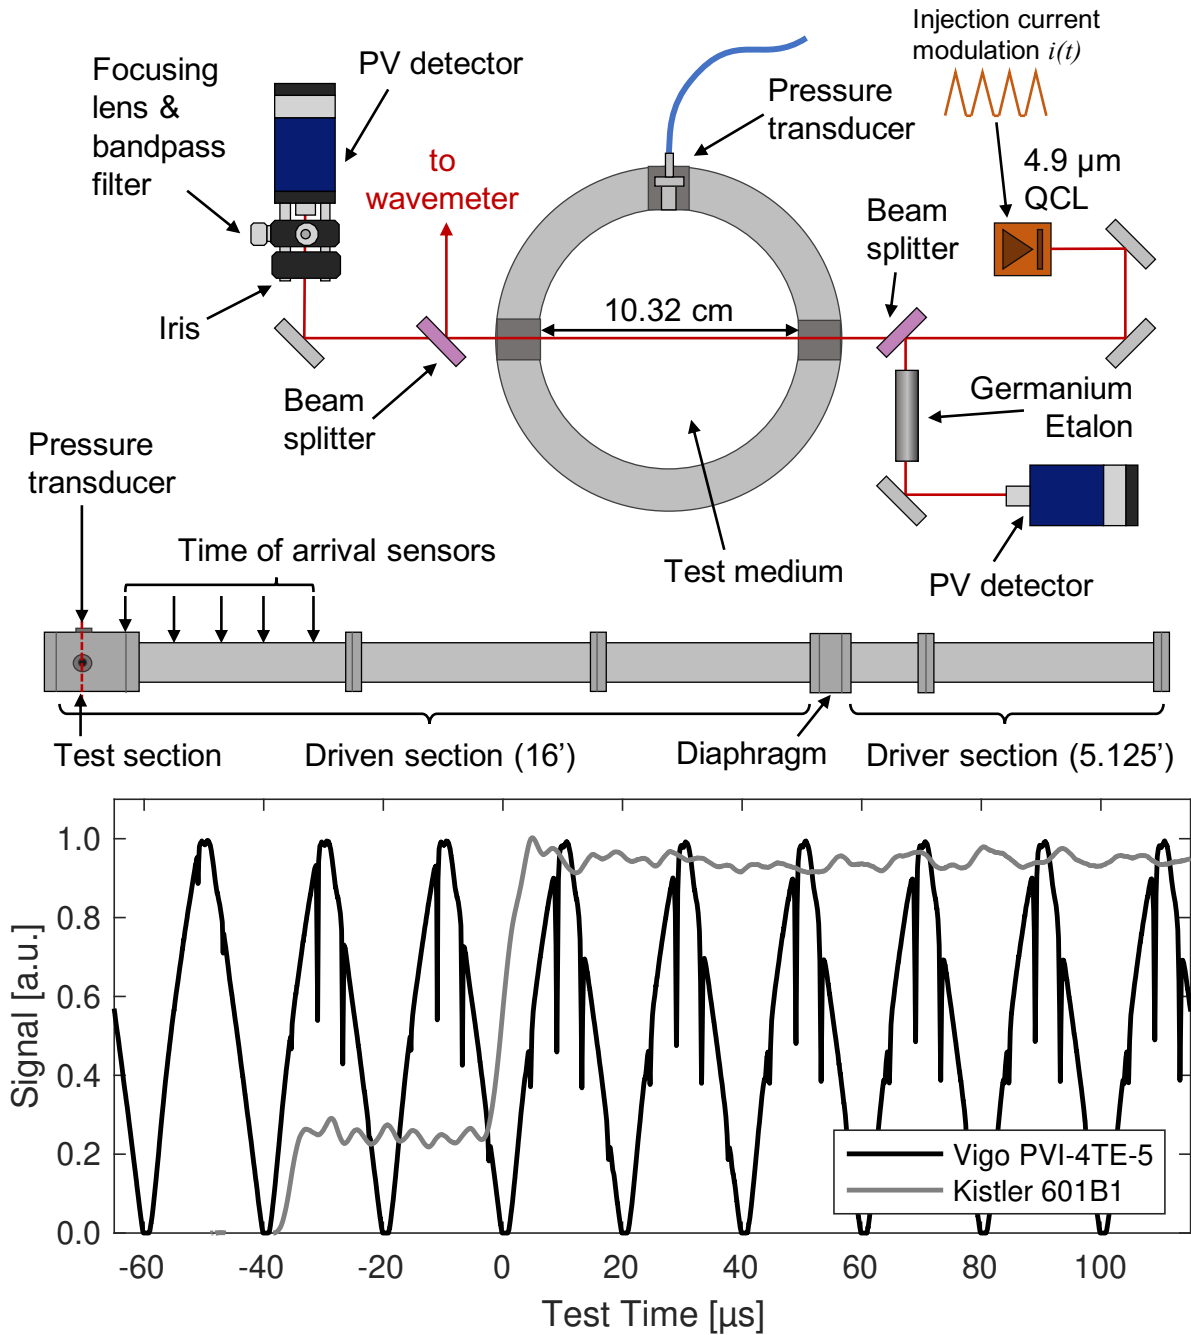 Injection current
modulation i(t)
Focusing
lens &
bandpass
filter
PV detector
Pressure
transducer
to
wavemeter
4.9 µm
QCL
Beam
splitter
10.32 cm
Iris
Beam
splitter
Germanium
Etalon
Pressure
transducer
Time of arrival sensors
Test medium
PV detector
Test section
Driven section (16')
Diaphragm
Driver section (5.125')
1.0
0.8
0.6
0.4
0.2
0.0
Signal [a.u.]
Vigo PVI-4TE-5
Kistler 601B1
-60
-40
-20
0
20
40
60
80
100
Test Time [µs]